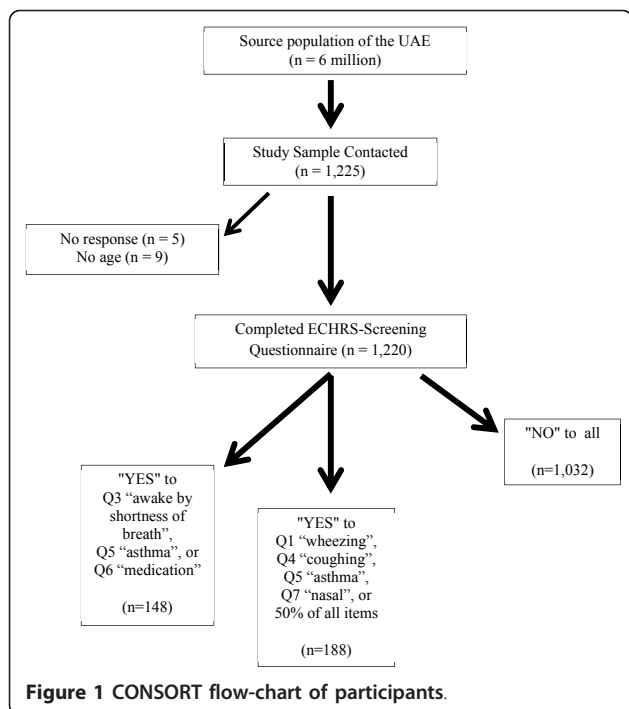 Source population of the UAE
(n = 6 million)
Study Sample Contacted
(n = 1,225)
No response (n = 5)
No age (n = 9)
Completed ECHRS-Screening
Questionnaire (n = 1,220)
"YES" to
Q3 “awake by
shortness of
breath”,
Q5 “asthma”, or
Q6 “medication”
(n=148)
"YES" to
Q1 “wheezing”,
Q4 “coughing”,
Q5 “asthma”,
Q7 “nasal”, or
50% of all items
(n=188)
"NO" to all
(n=1,032)
Figure 1 CONSORT flow-chart of participants.